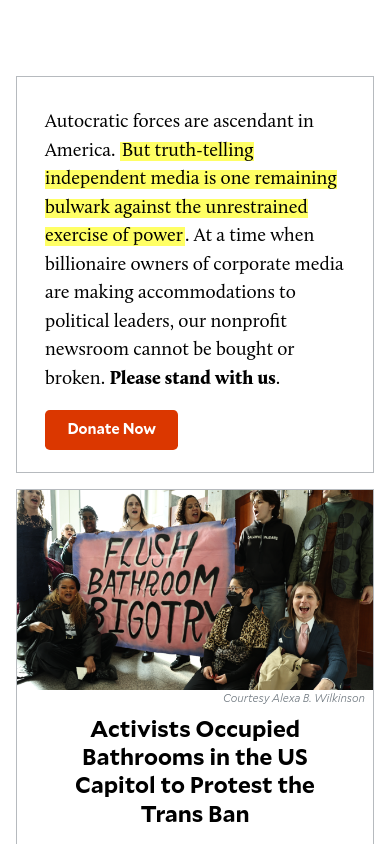 Autocratic forces are ascendant in
America. But truth-telling
independent media is one remaining
bulwark against the unrestrained
exercise of power. At a time when
billionaire owners of corporate media
are making accommodations to
political leaders, our nonprofit
newsroom cannot be bought or
broken. Please stand with us.
Donate Now
FLUSH
BATHROOM
BIGOTRY
Courtesy Alexa B. Wilkinson
Activists Occupied
Bathrooms in the US
Capitol to Protest the
Trans Ban